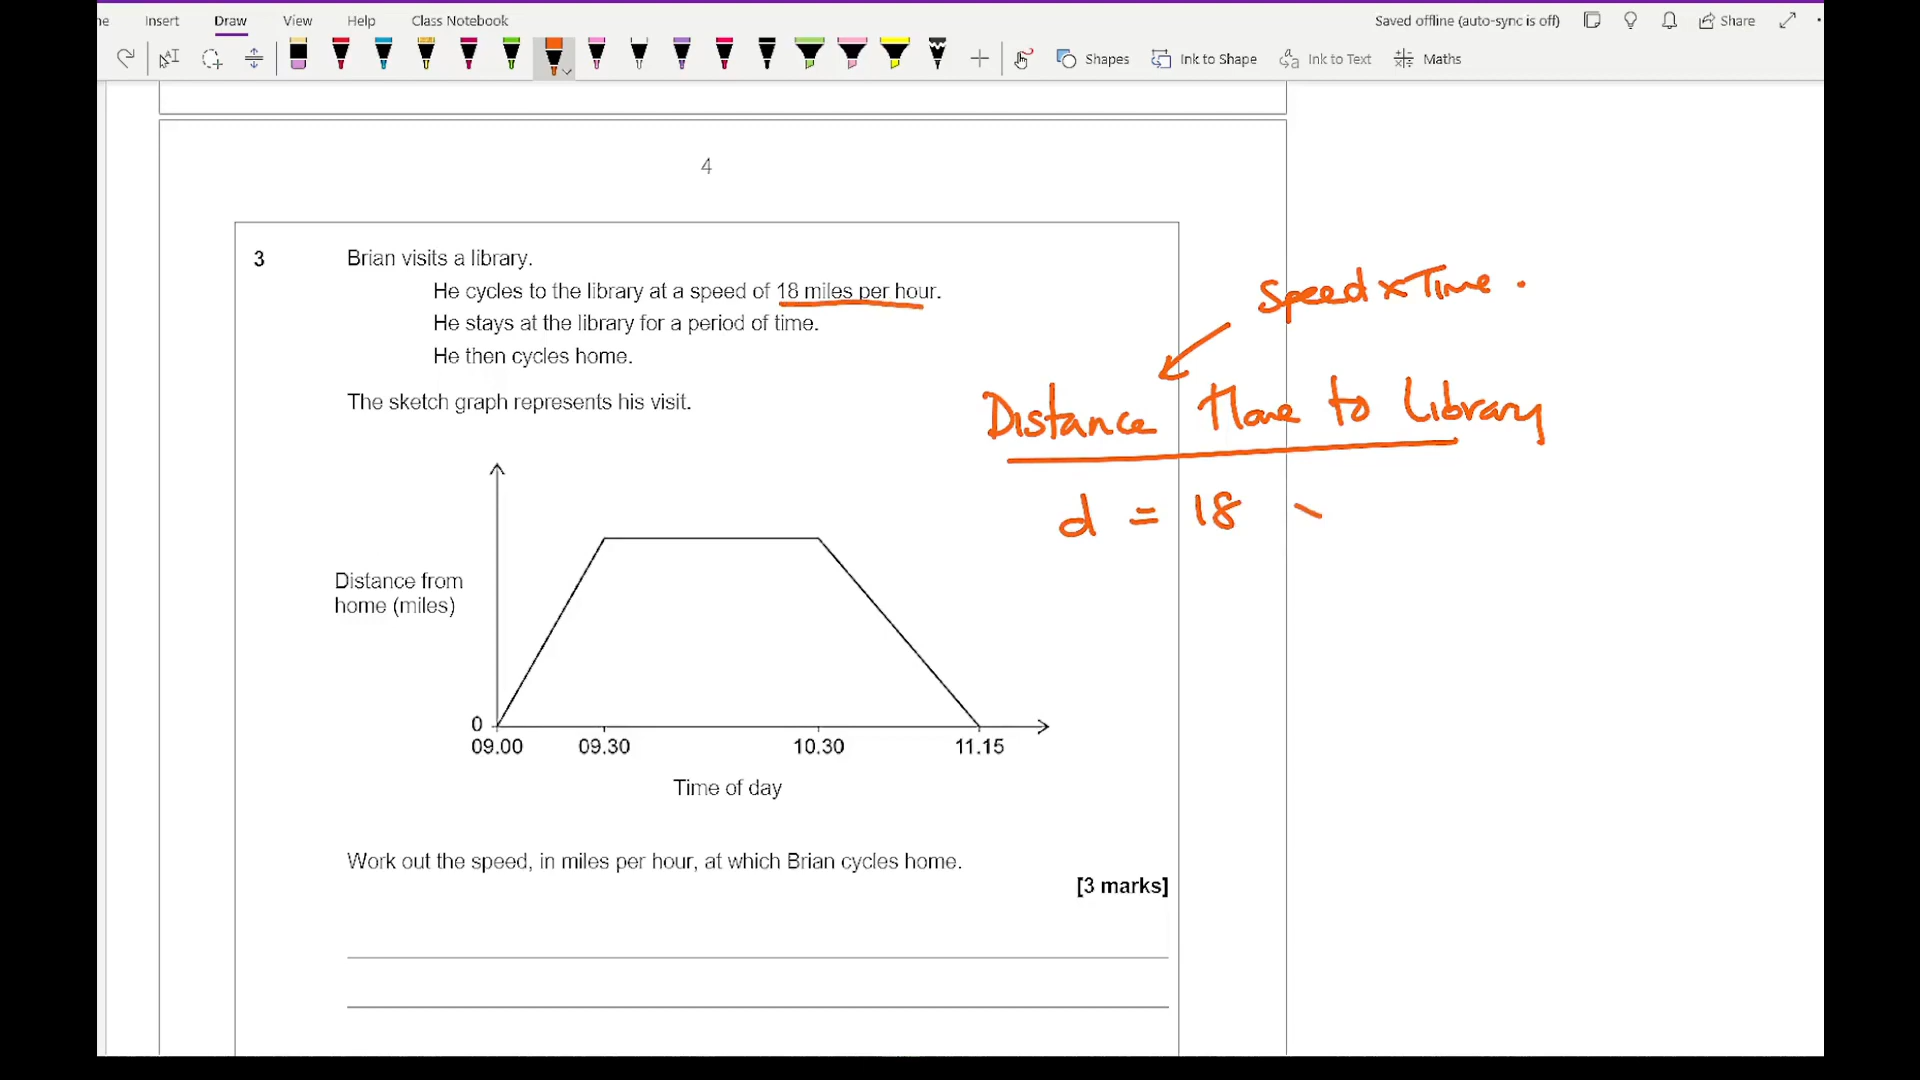 Insert Draw View Help Class Notebook Saved offline (auto-sync is off) Share
Shapes Ink to Shape Ink to Text Maths
4
3 Brian visits a library.
He cycles to the library at a speed of 18 miles per hour.
He stays at the library for a period of time.
He then cycles home.
The sketch graph represents his visit.
Speed x Time .
Distance
d = 18
to Library
Distance from
home (miles)
0
09.00 09.30 10.30 11.15
Time of day
Work out the speed, in miles per hour, at which Brian cycles home.
[3 marks]